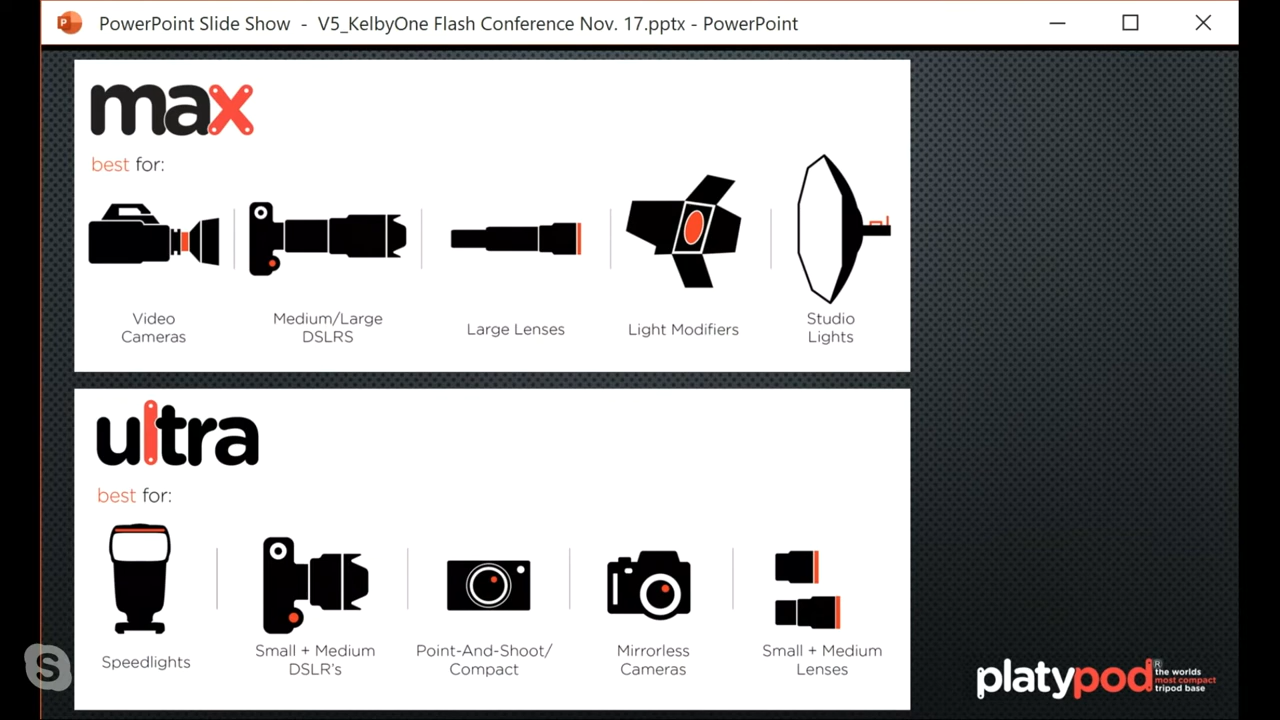 PowerPoint Slide Show - V5_KelbyOne Flash Conference Nov. 17.pptx - PowerPoint
max
best for:
Video
Cameras
Medium/Large
DSLRS
Large Lenses
Light Modifiers
Studio
Lights
ultra
best for:
Speedlights
Small + Medium
DSLR's
Point-And-Shoot/
Compact
Mirrorless
Cameras
Small + Medium
Lenses
platypod®
the worlds
most compact
tripod base